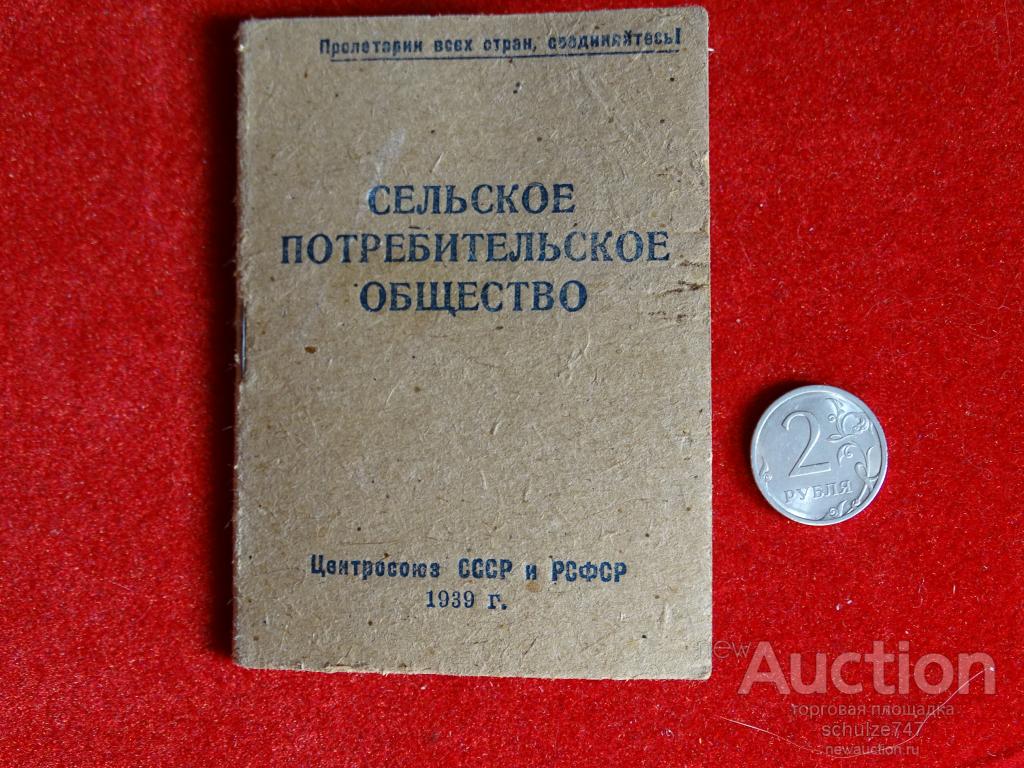 Пролетарии всех стран, соединяйтесь!
СЕЛЬСКОЕ
ПОТРЕБИТЕЛЬСКОЕ
ОБЩЕСТВО
Центросоюз СССР и РСФСР
1939 г.
2
РУБЛЯ
new Auction
торговая площадка
schulze747
newauction.ru